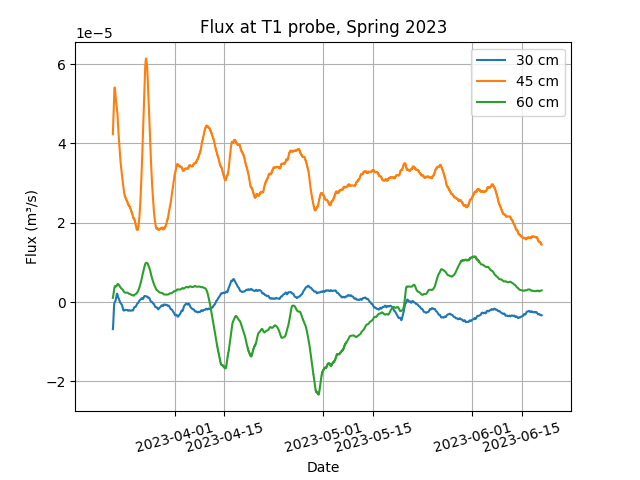 Flux at T1 probe, Spring 2023
1e−5
30 cm
45 cm
60 cm
6
4
2
0
−2
Flux (m³/s)
2023-04-01
2023-04-15
2023-05-01
2023-05-15
2023-06-01
2023-06-15
Date